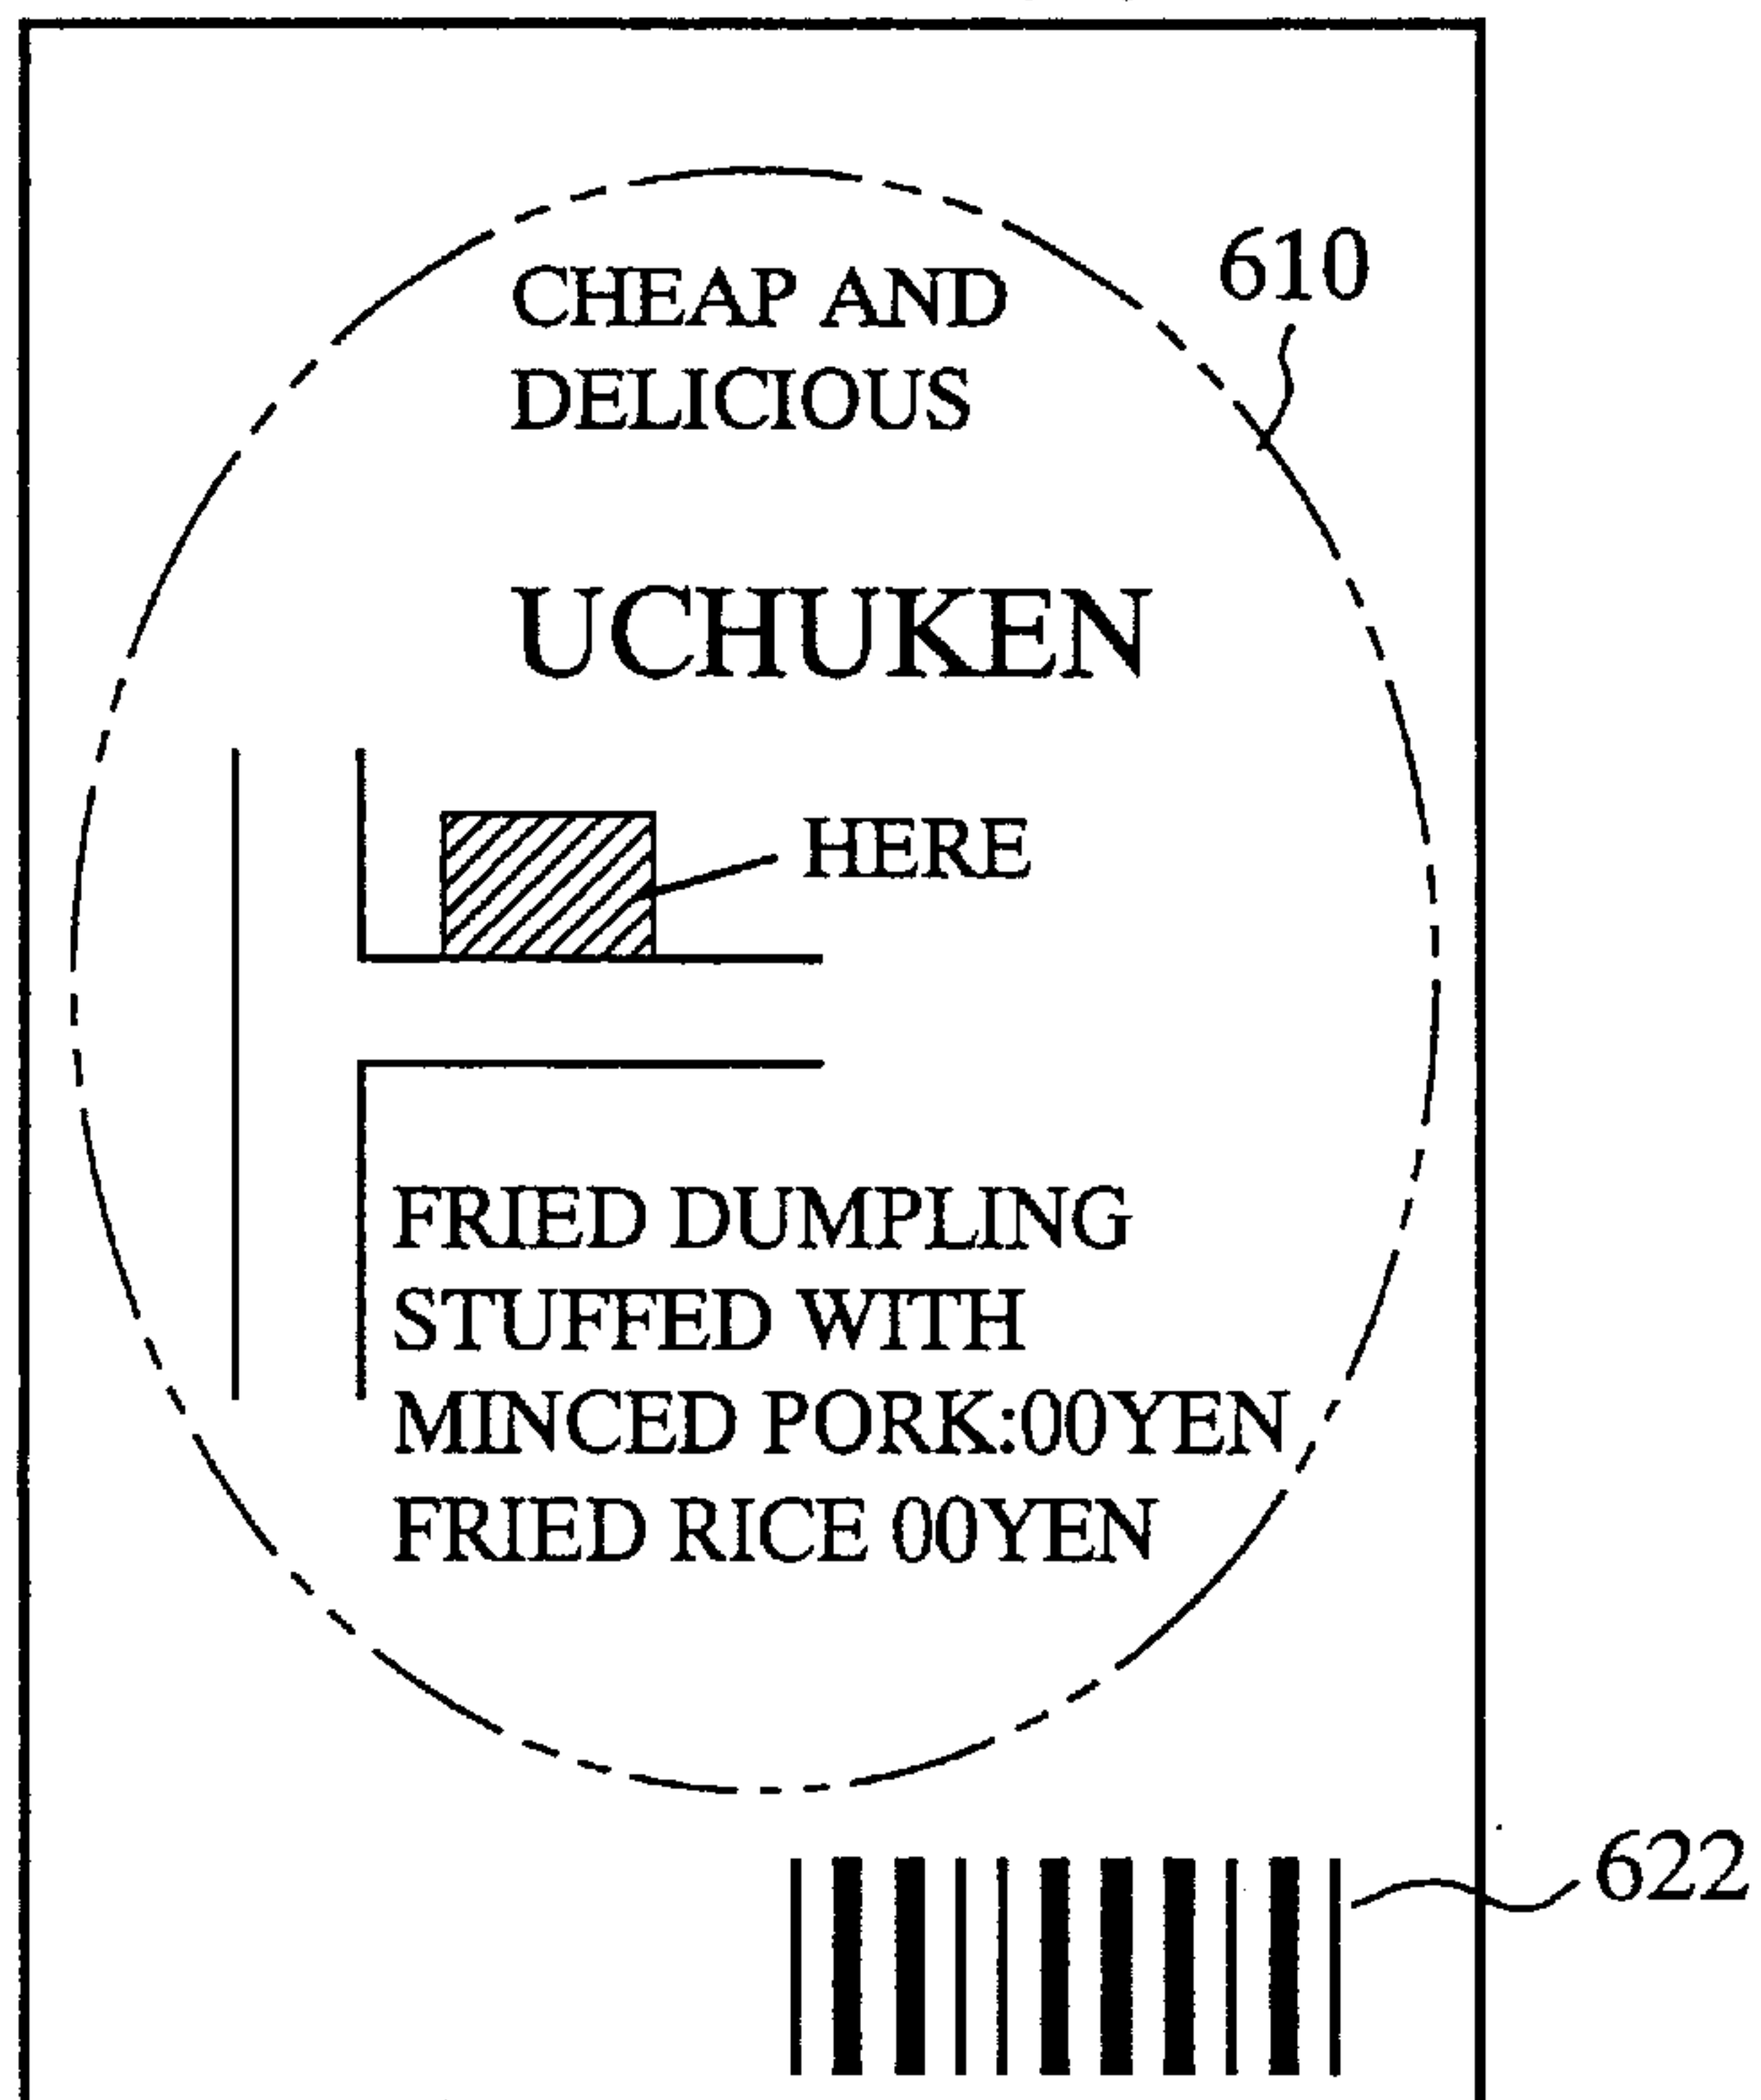 CHEAP AND
DELICIOUS
610
UCHUKEN
HERE
FRIED DUMPLING
STUFFED WITH
MINCED PORK:00YEN
FRIED RICE 00YEN
622